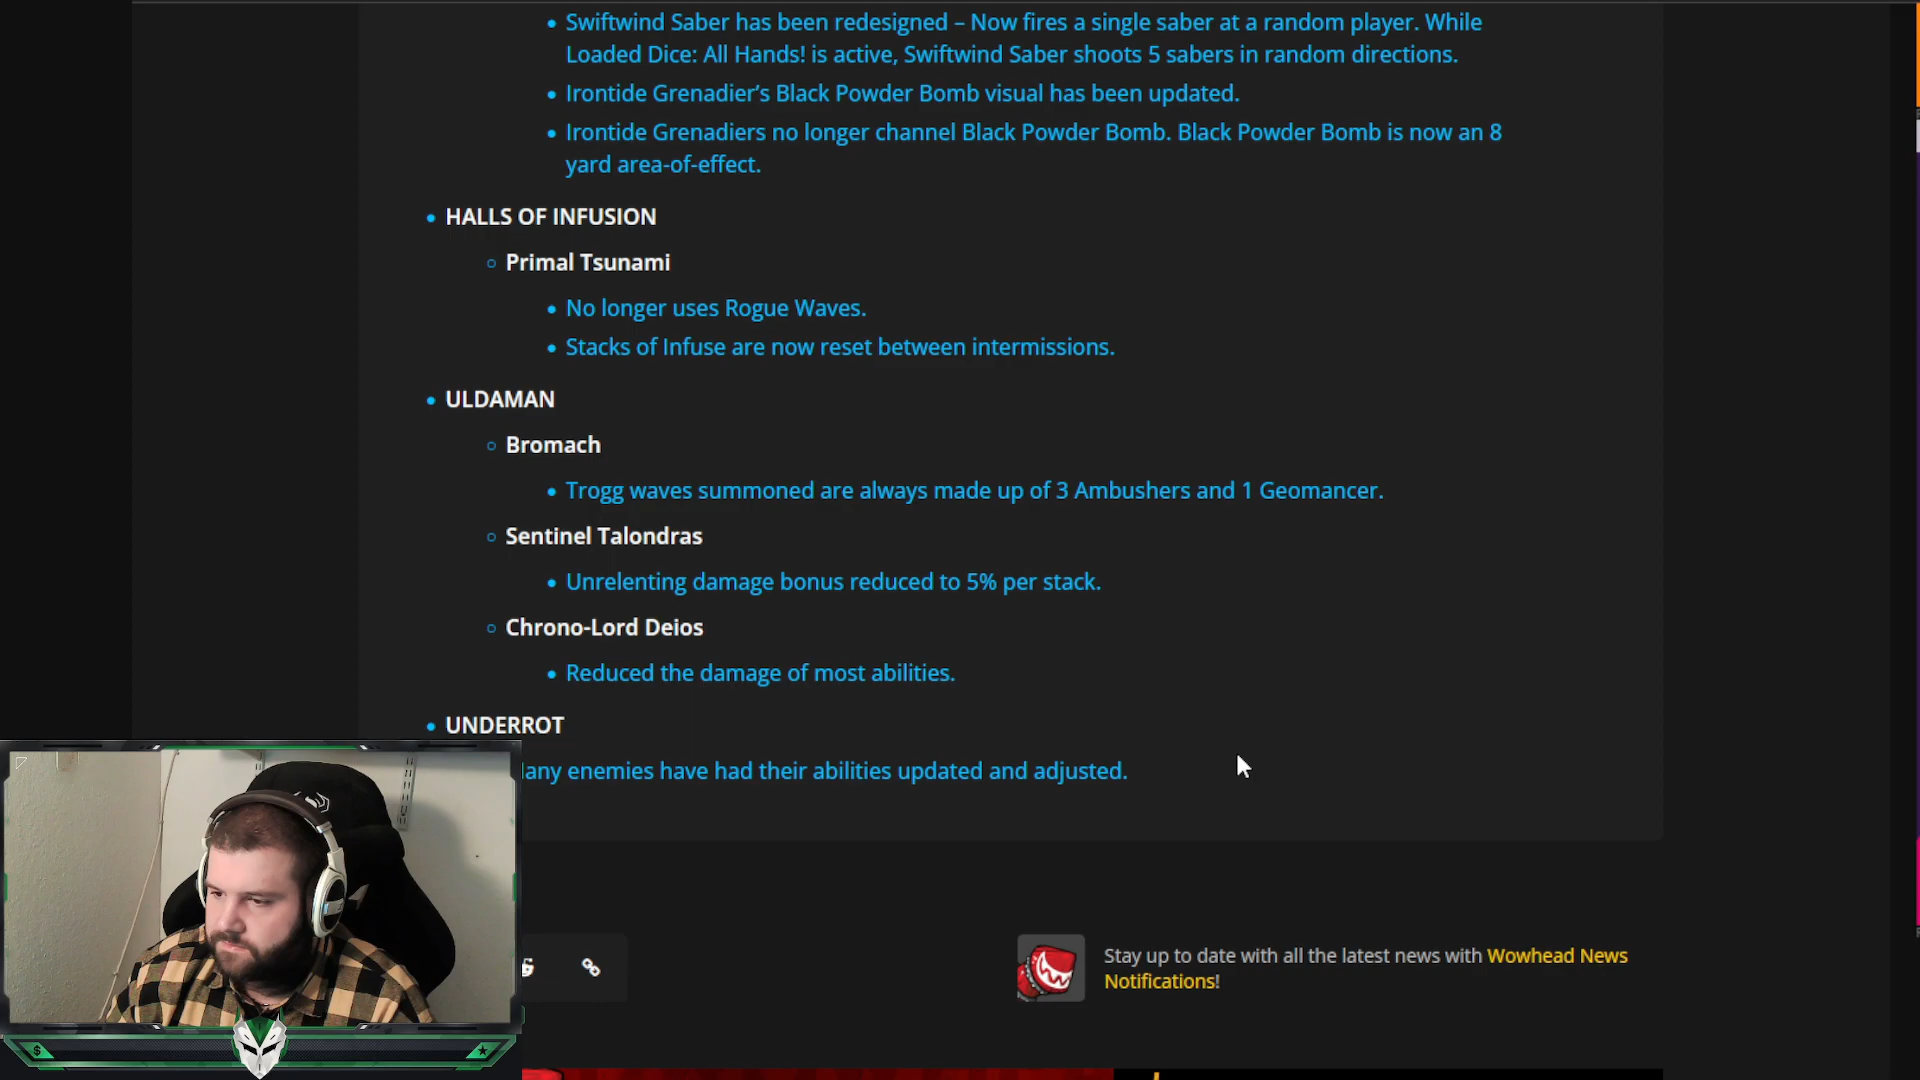 Swiftwind Saber has been redesigned – Now fires a single saber at a random player. While
Loaded Dice: All Hands! is active, Swiftwind Saber shoots 5 sabers in random directions.
Irontide Grenadier’s Black Powder Bomb visual has been updated.
Irontide Grenadiers no longer channel Black Powder Bomb. Black Powder Bomb is now an 8
yard area-of-effect.
HALLS OF INFUSION
Primal Tsunami
No longer uses Rogue Waves.
Stacks of Infuse are now reset between intermissions.
ULDAMAN
Bromach
Trogg waves summoned are always made up of 3 Ambushers and 1 Geomancer.
Sentinel Talondras
Unrelenting damage bonus reduced to 5% per stack.
Chrono-Lord Deios
Reduced the damage of most abilities.
UNDERROT
enemies have had their abilities updated and adjusted.
Stay up to date with all the latest news with Wowhead News
Notifications!